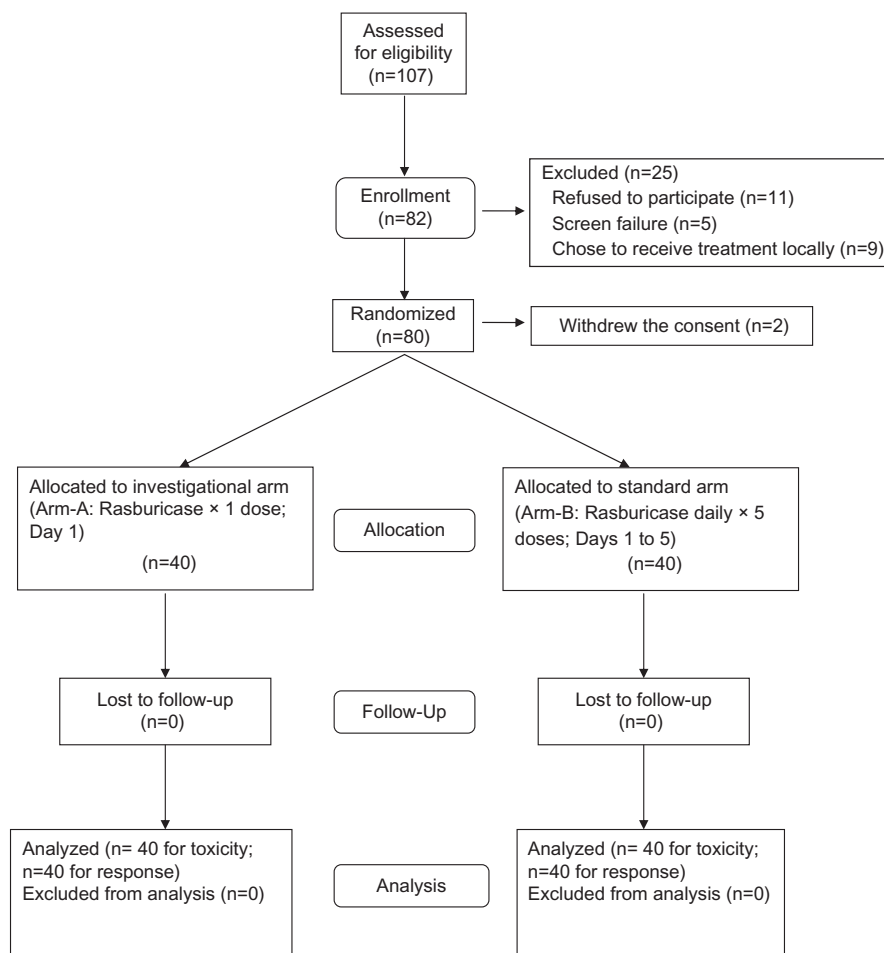 Assessed
for eligibility
(n=107)
Enrollment
(n=82)
Excluded (n=25)
Refused to participate (n=11)
Screen failure (n=5)
Chose to receive treatment locally (n=9)
Randomized
(n=80)
Withdrew the consent (n=2)
Allocated to investigational arm
(Arm-A: Rasburicase × 1 dose;
Day 1)
(n=40)
Allocation
Allocated to standard arm
(Arm-B: Rasburicase daily × 5
doses; Days 1 to 5)
(n=40)
Lost to follow-up
(n=0)
Follow-Up
Lost to follow-up
(n=0)
Analyzed (n= 40 for toxicity;
n=40 for response)
Excluded from analysis (n=0)
Analysis
Analyzed (n= 40 for toxicity;
n=40 for response)
Excluded from analysis (n=0)